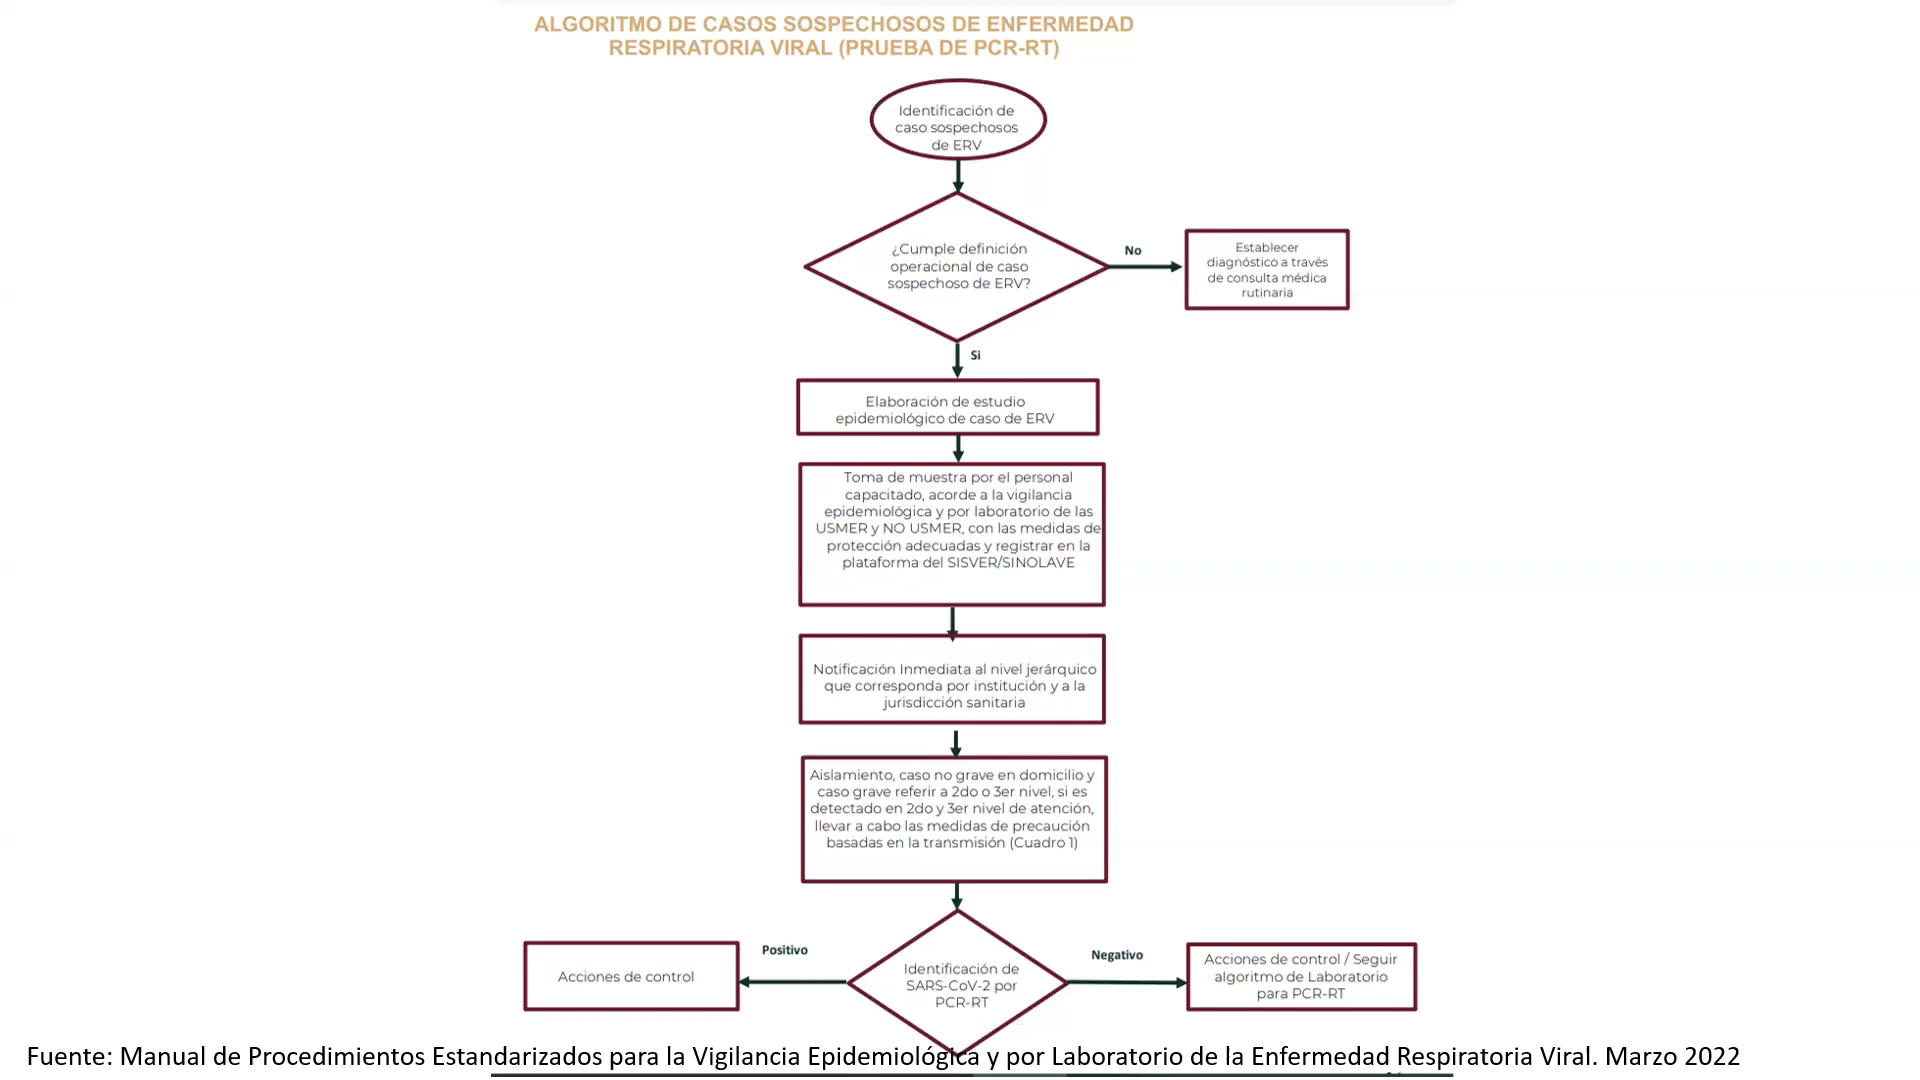 ALGORITMO DE CASOS SOSPECHOSOS DE ENFERMEDAD
RESPIRATORIA VIRAL (PRUEBA DE PCR-RT)
Identificación de
caso sospechosos
de ERV
¿Cumple definición
operacional de caso
sospechoso de ERV?
No
Establecer
diagnóstico a través
de consulta médica
rutinaria
Si
Elaboración de estudio
epidemiológico de caso de ERV
Toma de muestra por el personal
capacitado, acorde a la vigilancia
epidemiológica y por laboratorio de las
USMER y NO USMER, con las medidas de
protección adecuadas y registrar en la
plataforma del SISVER/SINOLAVE
Notificación Inmediata al nivel jerárquico
que corresponda por institución y a la
jurisdicción sanitaria
Aislamiento, caso no grave en domicilio y
caso grave referir a 2do o 3er nivel, si es
detectado en 2do y 3er nivel de atención,
llevar a cabo las medidas de precaución
basadas en la transmisión (Cuadro 1)
Positivo
Acciones de control
Identificación de
SARS-CoV-2 por
PCR-RT
Negativo
Acciones de control / Seguir
algoritmo de Laboratorio
para PCR-RT
Fuente: Manual de Procedimientos Estandarizados para la Vigilancia Epidemiológica y por Laboratorio de la Enfermedad Respiratoria Viral. Marzo 2022